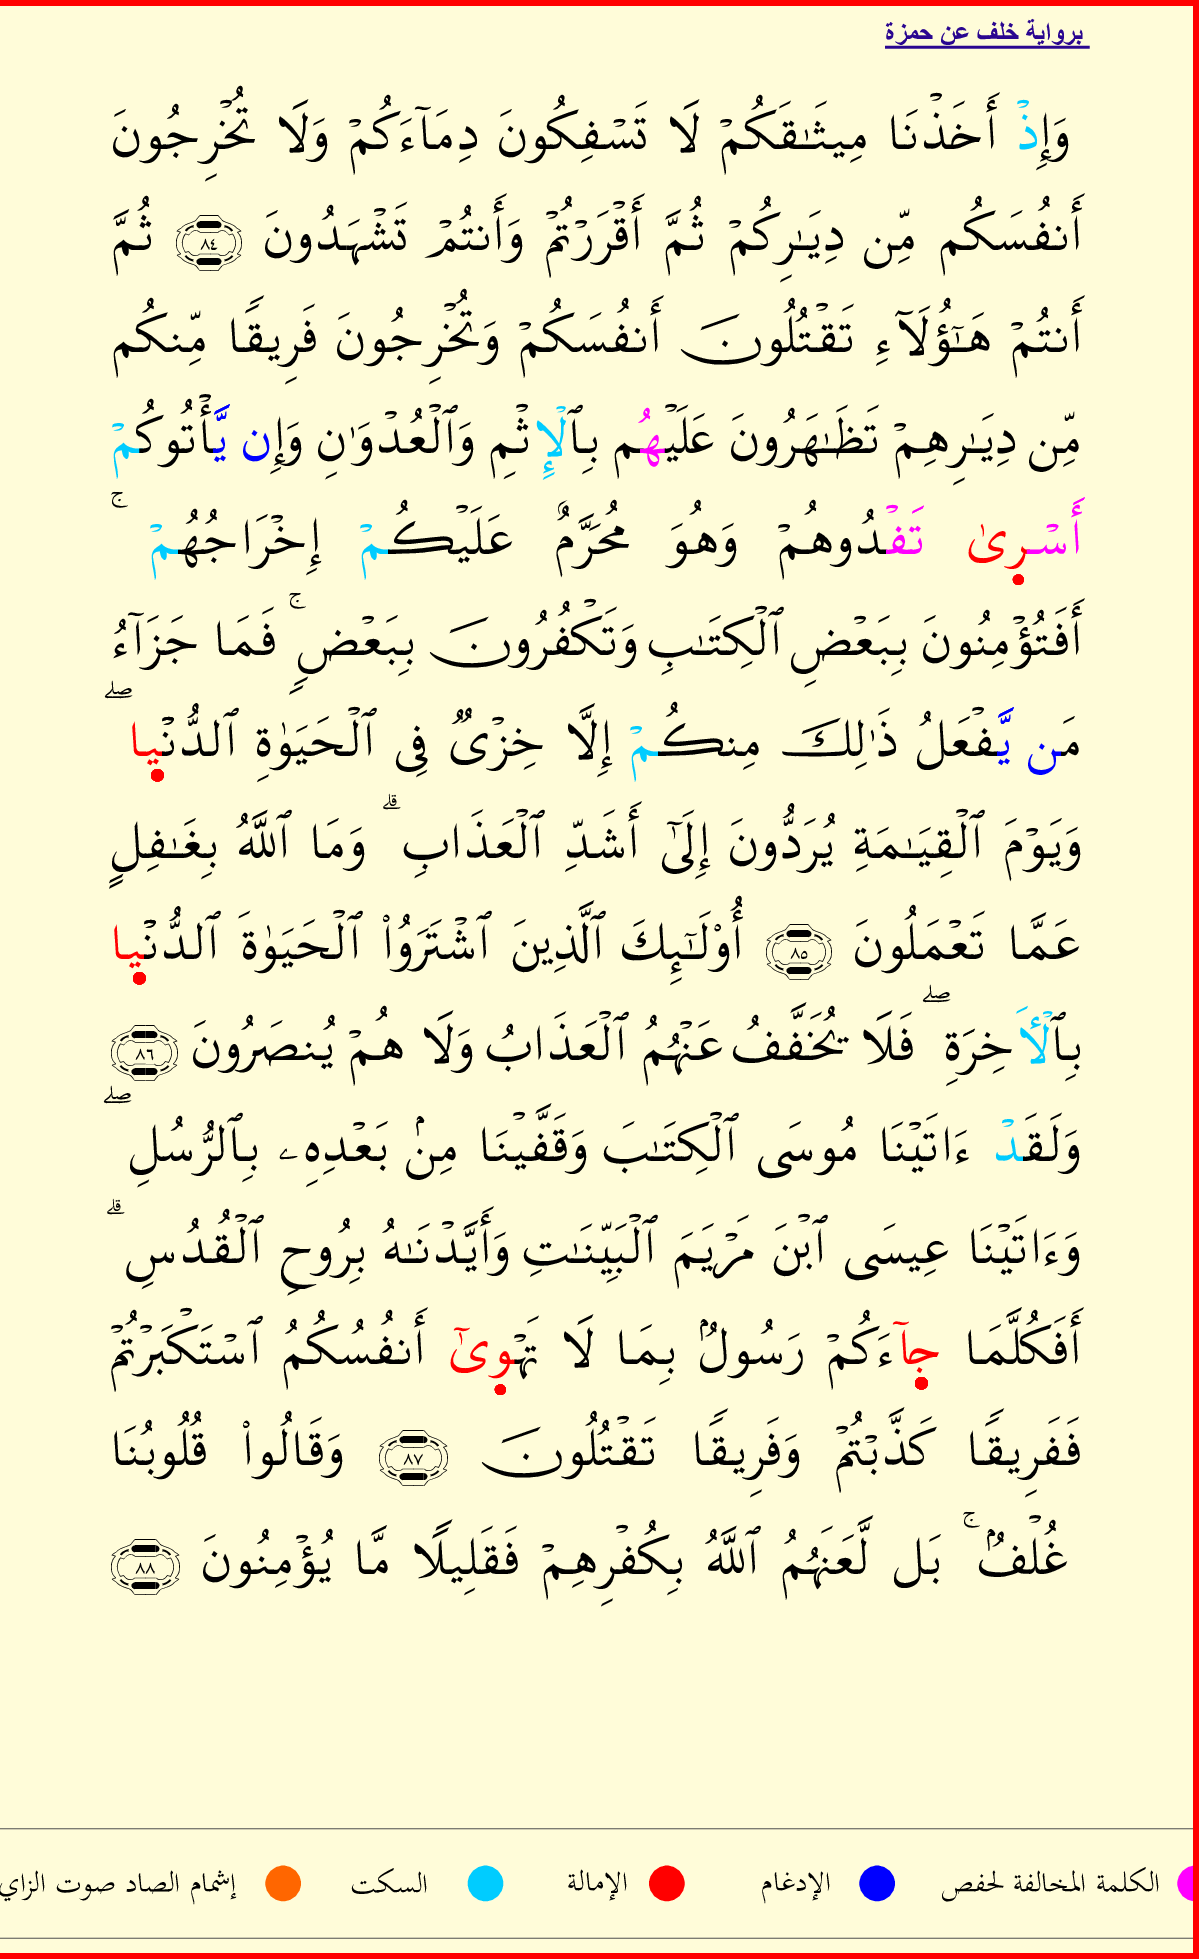 برواية خلف عن حمزة
وَإِذۡ أَخَذۡنَا مِيثَـٰقَكُمۡ لَا تَسۡفِكُونَ دِمَآءَكُمۡ وَلَا تُخۡرِجُونَ
أَنفُسَكُم مِّن دِيَـٰرِكُمۡ ثُمَّ أَقۡرَرۡتُمۡ وَأَنتُمۡ تَشۡهَدُونَ ٨٤ ثُمَّ
أَنتُمۡ هَـٰٓؤُلَآءِ تَقۡتُلُونَ أَنفُسَكُمۡ وَتُخۡرِجُونَ فَرِيقًا مِّنكُم
مِّن دِيَـٰرِهِمۡ تَظَـٰهَرُونَ عَلَيۡهُم بِٱلۡإِثۡمِ وَٱلۡعُدۡوَٰنِ وَإِن يَّأۡتُوكُمۡ
أَسۡرِىٰ تَفۡدُوهُمۡ وَهُوَ مُحَرَّمٌ عَلَيۡكُمۡ إِخۡرَاجُهُمۡ ۚ
أَفَتُؤۡمِنُونَ بِبَعۡضِ ٱلۡكِتَـٰبِ وَتَكۡفُرُونَ بِبَعۡضٍ ۚ فَمَا جَزَآءُ
مَن يَّفۡعَلُ ذَٰلِكَ مِنكُمۡ إِلَّا خِزۡىٌ فِى ٱلۡحَيَوٰةِ ٱلدُّنۡيِا ۖ
وَيَوۡمَ ٱلۡقِيَـٰمَةِ يُرَدُّونَ إِلَىٰٓ أَشَدِّ ٱلۡعَذَابِ ۗ وَمَا ٱللَّهُ بِغَـٰفِلٍ
عَمَّا تَعۡمَلُونَ ٨٥ أُوْلَـٰٓئِكَ ٱلَّذِينَ ٱشۡتَرَوُاْ ٱلۡحَيَوٰةَ ٱلدُّنۡيِا
بِٱلۡأَخِرَةِ ۖ فَلَا يُخَفَّفُ عَنۡهُمُ ٱلۡعَذَابُ وَلَا هُمۡ يُنصَرُونَ ٨٦
وَلَقَدۡ ءَاتَيۡنَا مُوسَى ٱلۡكِتَـٰبَ وَقَفَّيۡنَا مِنۢ بَعۡدِهِۦ بِٱلرُّسُلِ ۖ
وَءَاتَيۡنَا عِيسَى ٱبۡنَ مَرۡيَمَ ٱلۡبَيِّنَـٰتِ وَأَيَّدۡنَـٰهُ بِرُوحِ ٱلۡقُدُسِ ۗ
أَفَكُلَّمَا جِآءَكُمۡ رَسُولُۢ بِمَا لَا تَهۡوِىٰٓ أَنفُسُكُمُ ٱسۡتَكۡبَرۡتُمۡ
فَفَرِيقًا كَذَّبۡتُمۡ وَفَرِيقًا تَقۡتُلُونَ ٨٧ وَقَالُواْ قُلُوبُنَا
غُلۡفُۢ ۚ بَل لَّعَنَهُمُ ٱللَّهُ بِكُفۡرِهِمۡ فَقَلِيلًا مَّا يُؤۡمِنُونَ ٨٨
الكلمة المخالفة لحفص الإدغام الإمالة السكت إشمام الصاد صوت الزاي